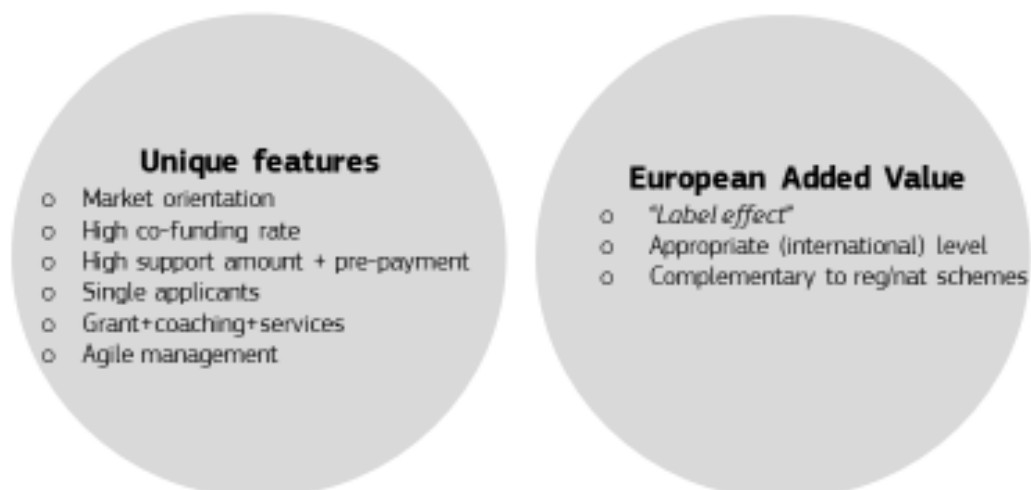 Unique features
o Market orientation
o High co-funding rate
o High support amount + pre-payment
o Single applicants
o Grant+coaching+services
o Agile management
European Added Value
o "Label effect"
o Appropriate (international) level
o Complementary to reg/nat schemes